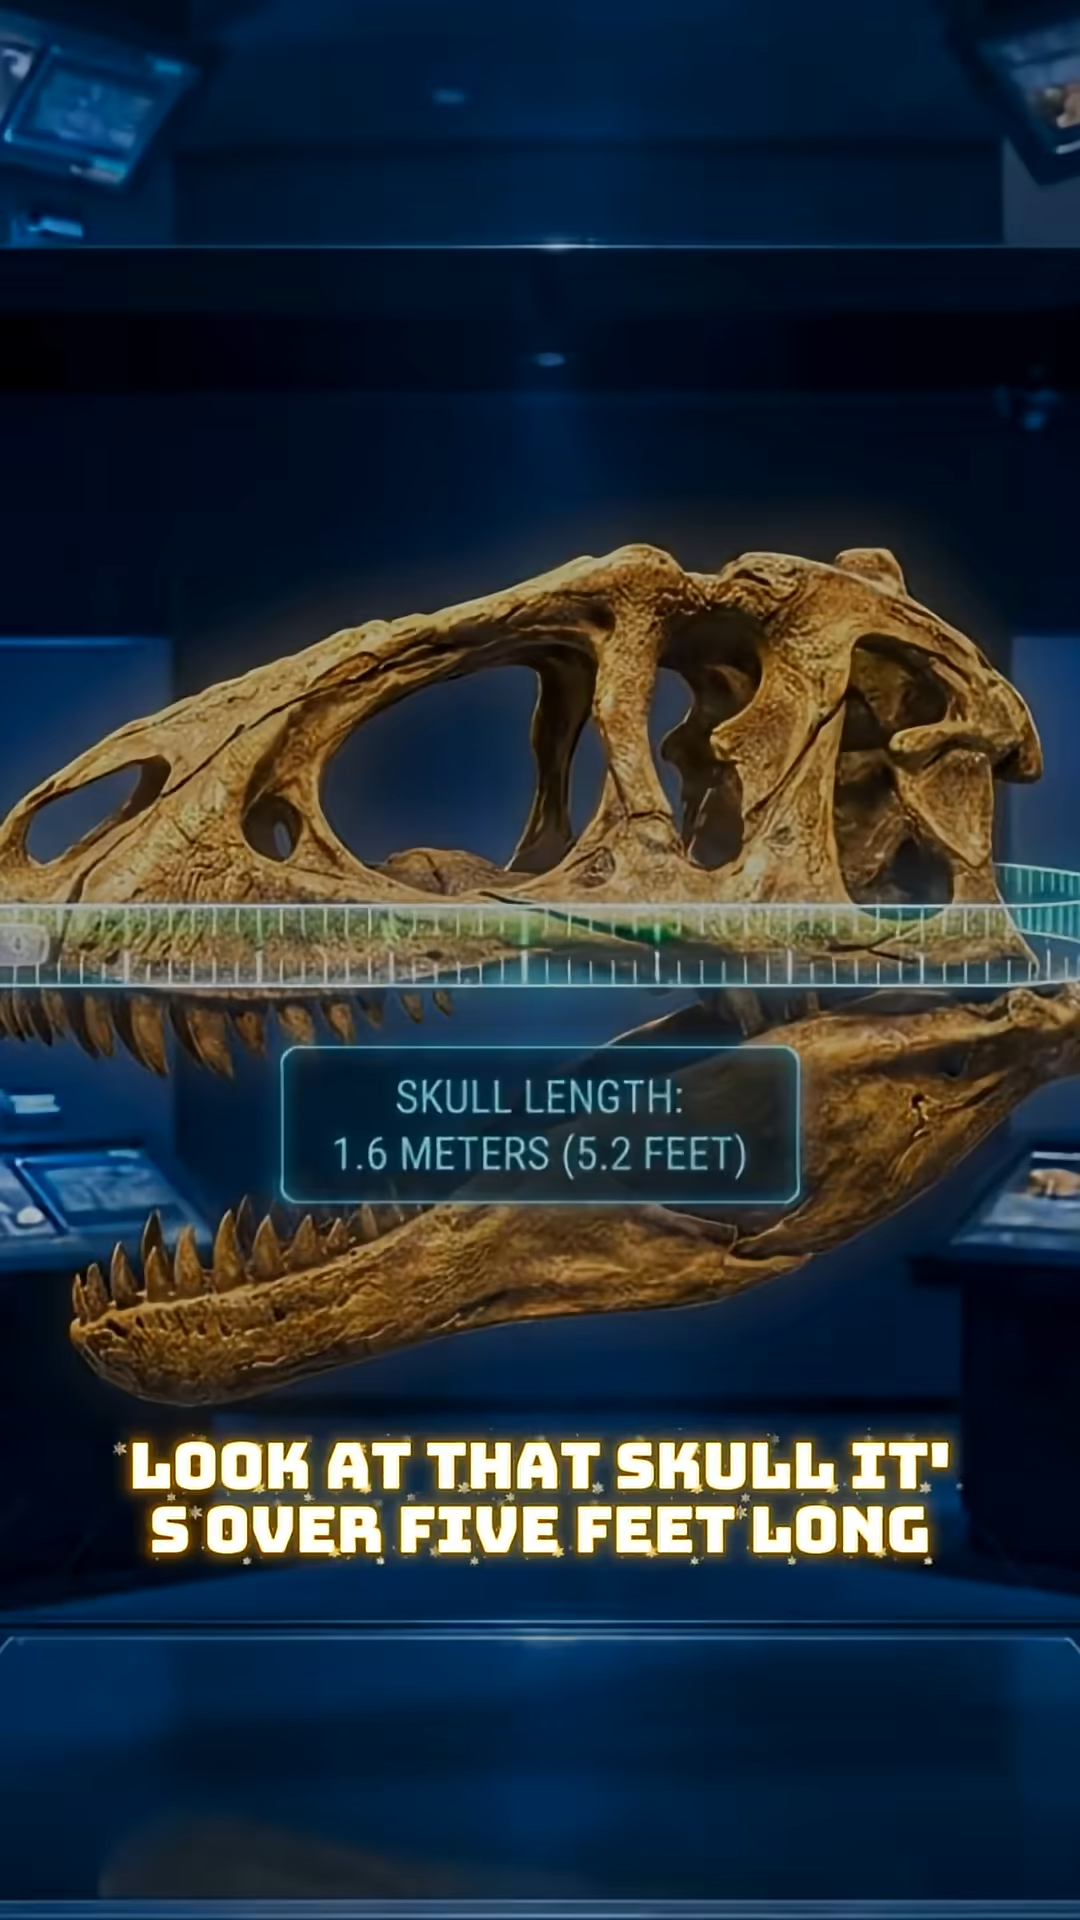 SKULL LENGTH:
1.6 METERS (5.2 FEET)
LOOK AT THAT SKULL IT'
S OVER FIVE FEET LONG